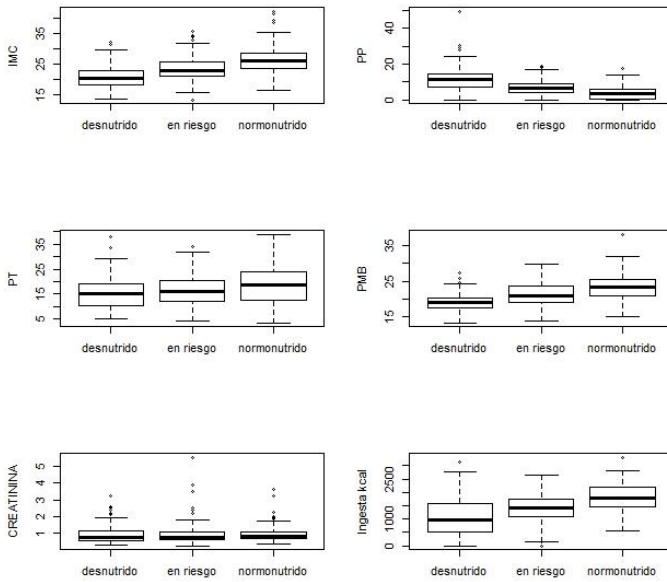 IMC
35
25
15
desnutrido en riesgo normonutrido
PP
40
20
0
desnutrido en riesgo normonutrido
PT
35
25
15
5
desnutrido en riesgo normonutrido
PMB
35
25
15
desnutrido en riesgo normonutrido
CREATININA
5
4
3
2
1
desnutrido en riesgo normonutrido
Ingesta kcal
2500
1000
0
desnutrido en riesgo normonutrido